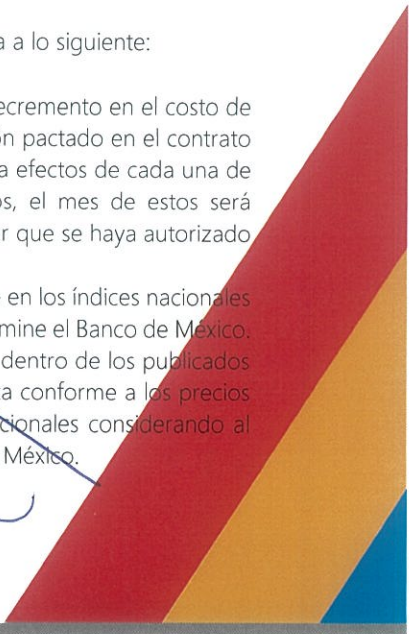 a a lo siguiente:
ecremento en el costo de
ón pactado en el contrato
a efectos de cada una de
os, el mes de estos será
r que se haya autorizado
en los índices nacionales
mine el Banco de México.
dentro de los publicados
a conforme a los precios
cionales considerando al
México.